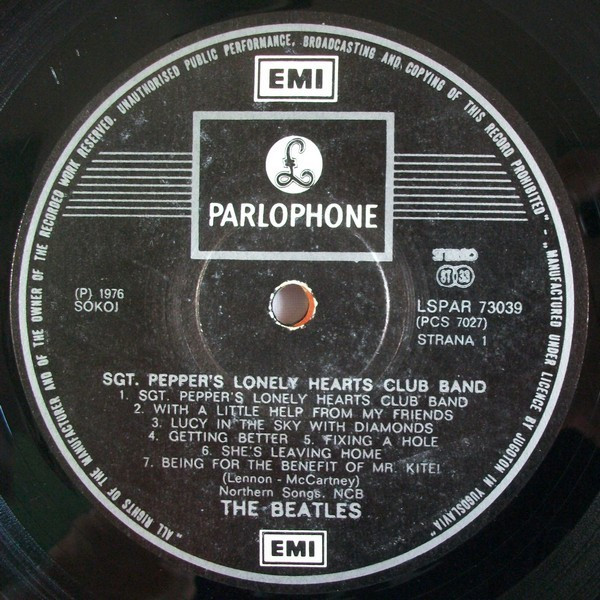 "ALL RIGHTS OF THE MANUFACTURER AND OF THE OWNER OF THE RECORDED WORK RESERVED. UNAUTHORISED PUBLIC PERFORMANCE, BROADCASTING AND COPYING OF THIS RECORD PROHIBITED" - „MANUFACTURED UNDER LICENCE BY JUGOTON IN YUGOSLAVIA"
EMI
£
PARLOPHONE
STEREO
ST 33
(P) 1976
SOKOJ
LSPAR 73039
(PCS 7027)
STRANA 1
SGT. PEPPER'S LONELY HEARTS CLUB BAND
1. SGT. PEPPER'S LONELY HEARTS CLUB BAND
2. WITH A LITTLE HELP FROM MY FRIENDS
3. LUCY IN THE SKY WITH DIAMONDS
4. GETTING BETTER 5. FIXING A HOLE
6. SHE'S LEAVING HOME
7. BEING FOR THE BENEFIT OF MR. KITE!
(Lennon - McCartney)
Northern Songs. NCB
THE BEATLES
EMI